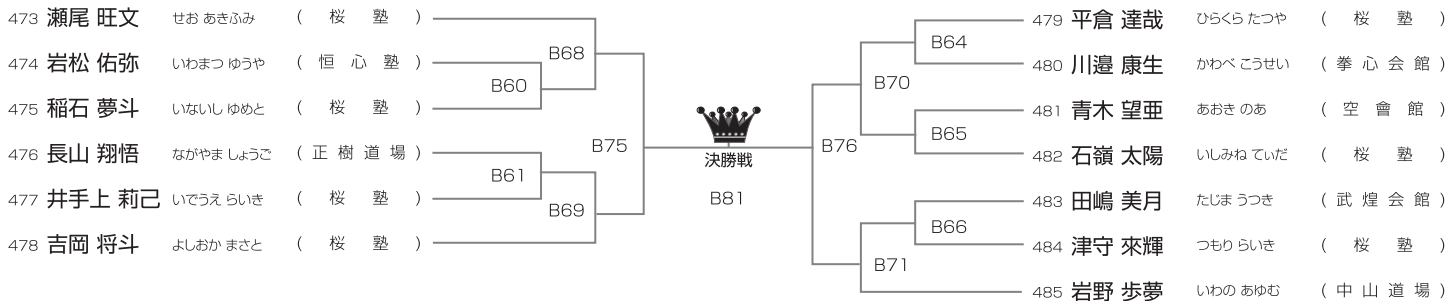 473 瀬尾 旺文 せお あきふみ ( 桜 塾 )
474 岩松 佑弥 いわまつ ゆうや ( 恒 心 塾 )
475 稲石 夢斗 いないし ゆめと ( 桜 塾 )
476 長山 翔悟 ながやま しょうご ( 正 樹 道 場 )
477 井手上 莉己 いでうえ らいき ( 桜 塾 )
478 吉岡 将斗 よしおか まさと ( 桜 塾 )
B68
B60
B61
B69
B75
決勝戦
B81
B76
B70
B71
B64
B65
B66
479 平倉 達哉 ひらくら たつや ( 桜 塾 )
480 川邉 康生 かわべ こうせい ( 拳 心 会 館 )
481 青木 望亜 あおき のあ ( 空 會 館 )
482 石嶺 太陽 いしみね てぃだ ( 桜 塾 )
483 田嶋 美月 たじま うつき ( 武 煌 会 館 )
484 津守 來輝 つもり らいき ( 桜 塾 )
485 岩野 歩夢 いわの あゆむ ( 中 山 道 場 )